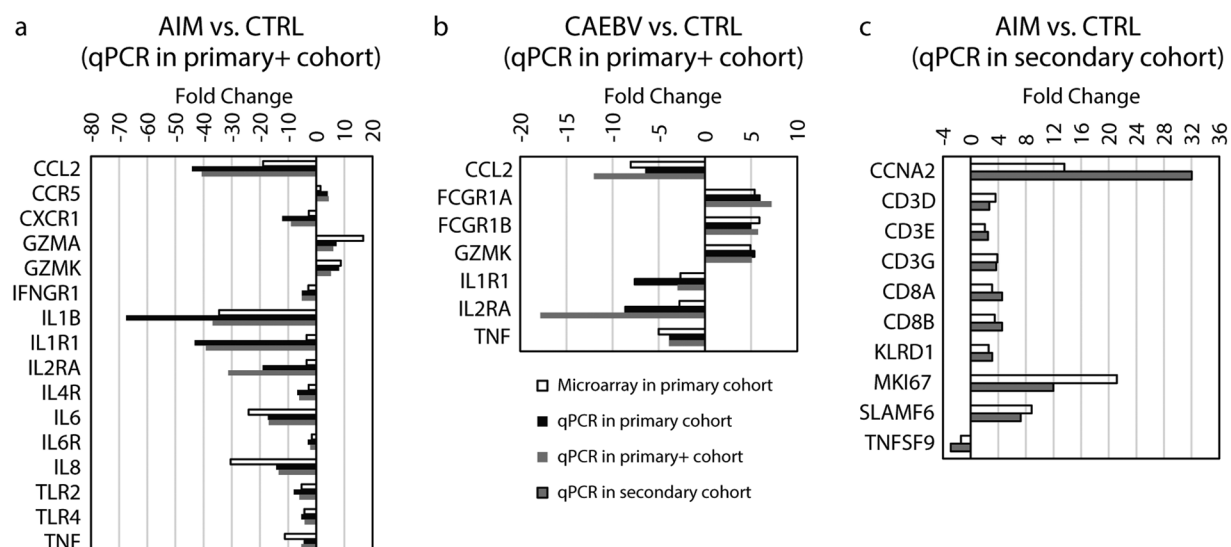 a
AIM vs. CTRL
(qPCR in primary+ cohort)
Fold Change
-80 -70 -60 -50 -40 -30 -20 -10 0 10 20
CCL2
CCR5
CXCR1
GZMA
GZMK
IFNGR1
IL1B
IL1R1
IL2RA
IL4R
IL6
IL6R
IL8
TLR2
TLR4
TNF
b
CAEBV vs. CTRL
(qPCR in primary+ cohort)
Fold Change
-20 -15 -10 -5 0 5 10
CCL2
FCGR1A
FCGR1B
GZMK
IL1R1
IL2RA
TNF
Microarray in primary cohort
qPCR in primary cohort
qPCR in primary+ cohort
qPCR in secondary cohort
c
AIM vs. CTRL
(qPCR in secondary cohort)
Fold Change
-4 0 4 8 12 16 20 24 28 32 36
CCNA2
CD3D
CD3E
CD3G
CD8A
CD8B
KLRD1
MKI67
SLAMF6
TNFSF9